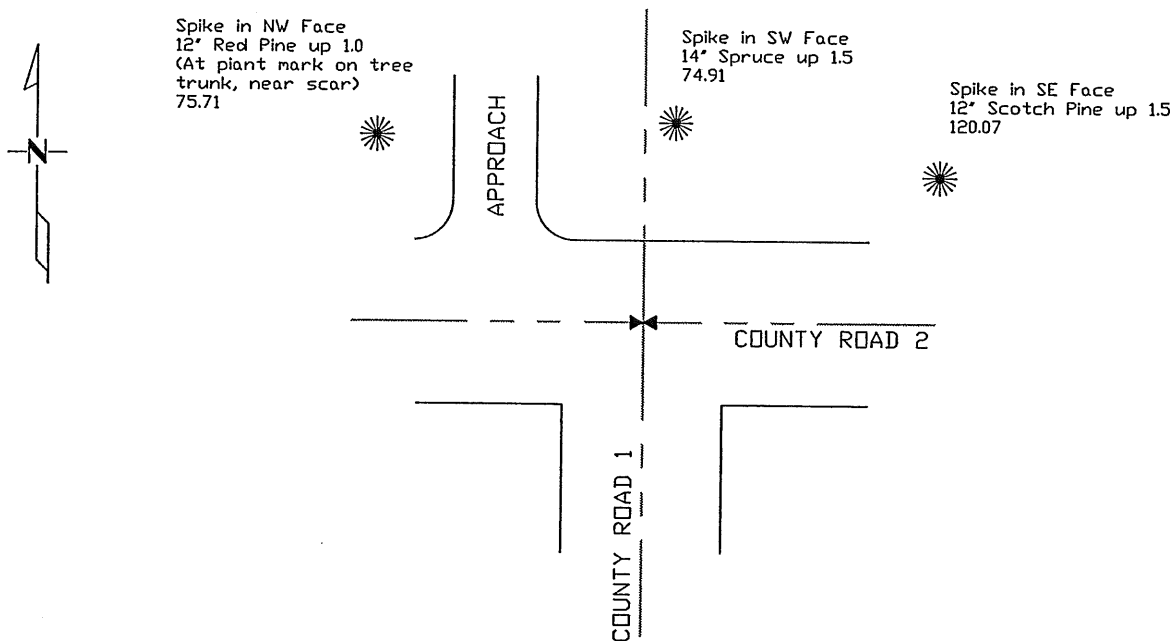 Spike in NW Face
12" Red Pine up 1.0
(At piant mark on tree
trunk, near scar)
75.71
Spike in SW Face
14" Spruce up 1.5
74.91
Spike in SE Face
12" Scotch Pine up 1.5
120.07
N
APPROACH
COUNTY ROAD 2
COUNTY ROAD 1